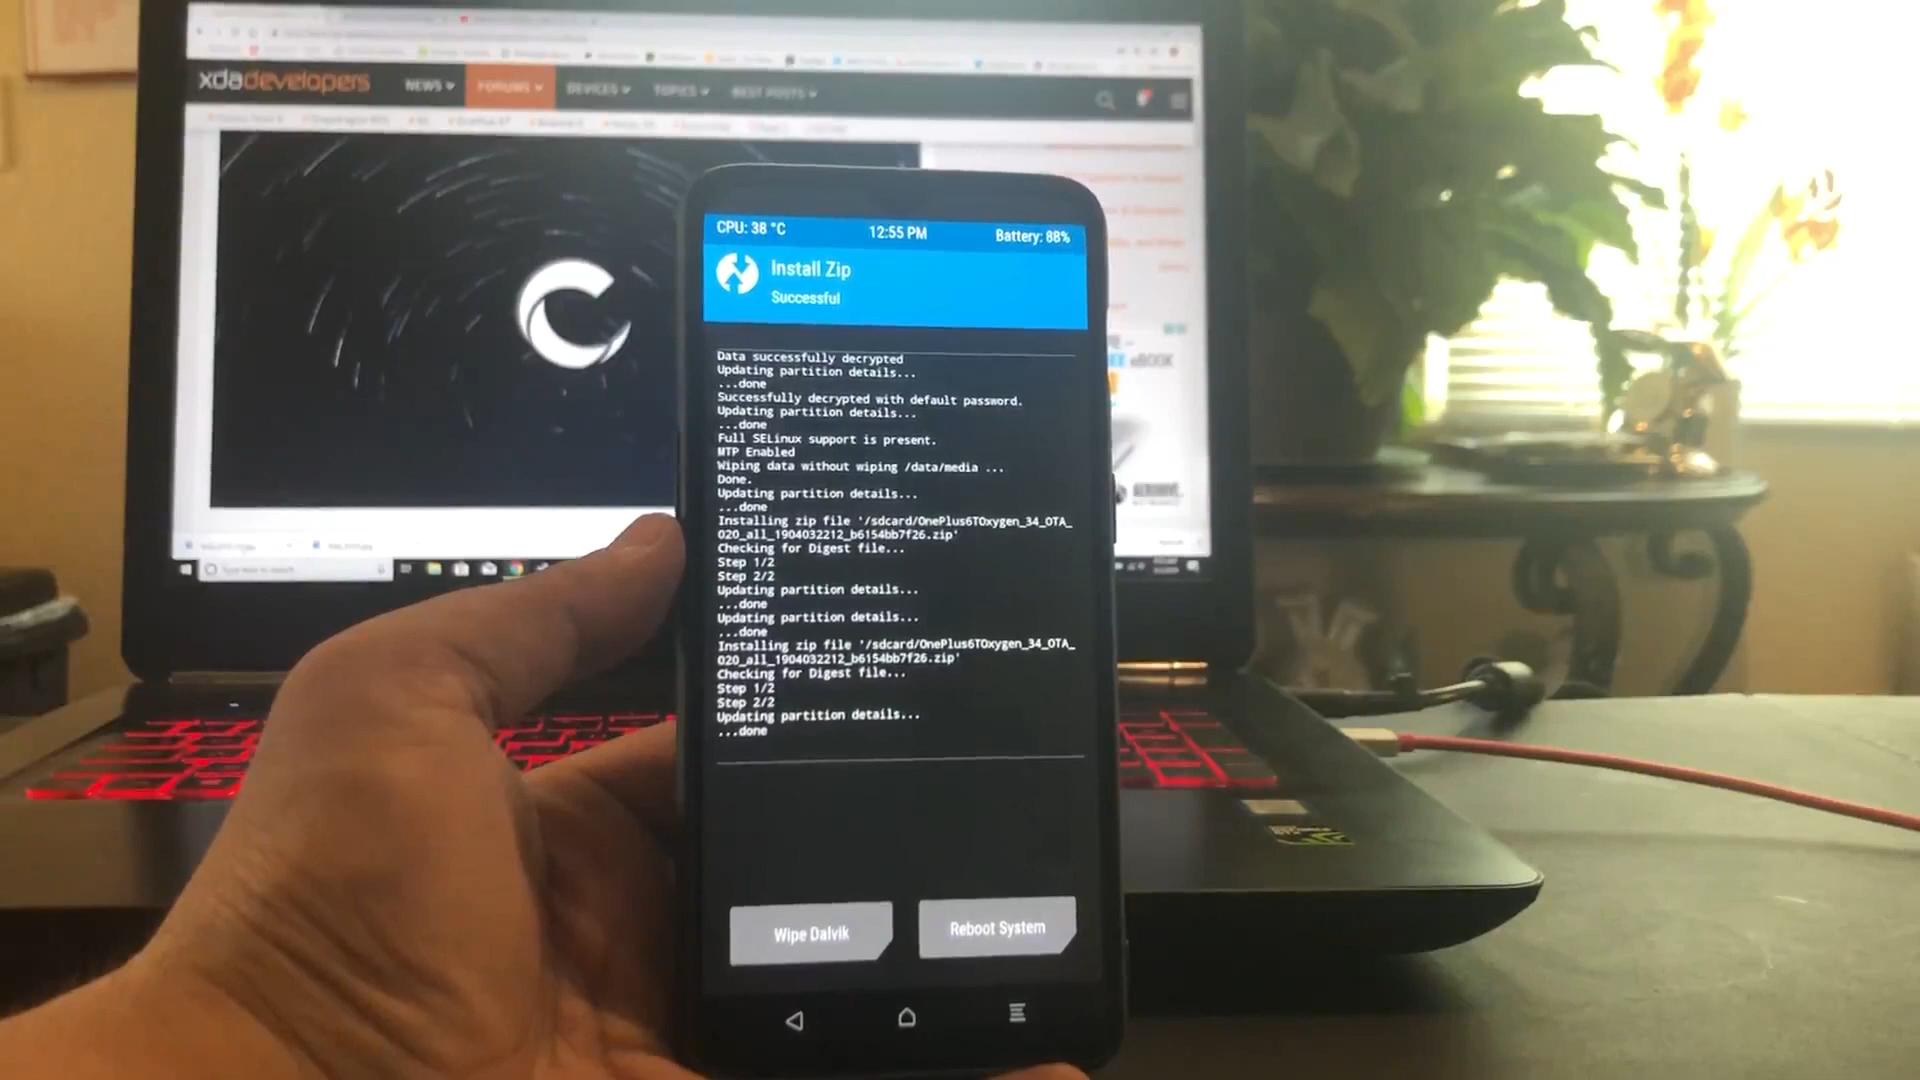 xdadevelopers
NEWS
FORUMS
DEVICES
TOPICS
BEST POSTS
CPU: 38 °C
12:55 PM
Battery: 88%
Install Zip
Successful
Data successfully decrypted
Updating partition details...
...done
Successfully decrypted with default password.
Updating partition details...
...done
Full SELinux support is present.
MTP Enabled
Wiping data without wiping /data/media ...
Done.
Updating partition details...
...done
Installing zip file '/sdcard/OnePlus6TOxygen_34_OTA_
020_all_1904032212_b6154bb7f26.zip'
Checking for Digest file...
Step 1/2
Step 2/2
Updating partition details...
...done
Updating partition details...
...done
Installing zip file '/sdcard/OnePlus6TOxygen_34_OTA_
020_all_1904032212_b6154bb7f26.zip'
Checking for Digest file...
Step 1/2
Step 2/2
Updating partition details...
...done
Wipe Dalvik
Reboot System